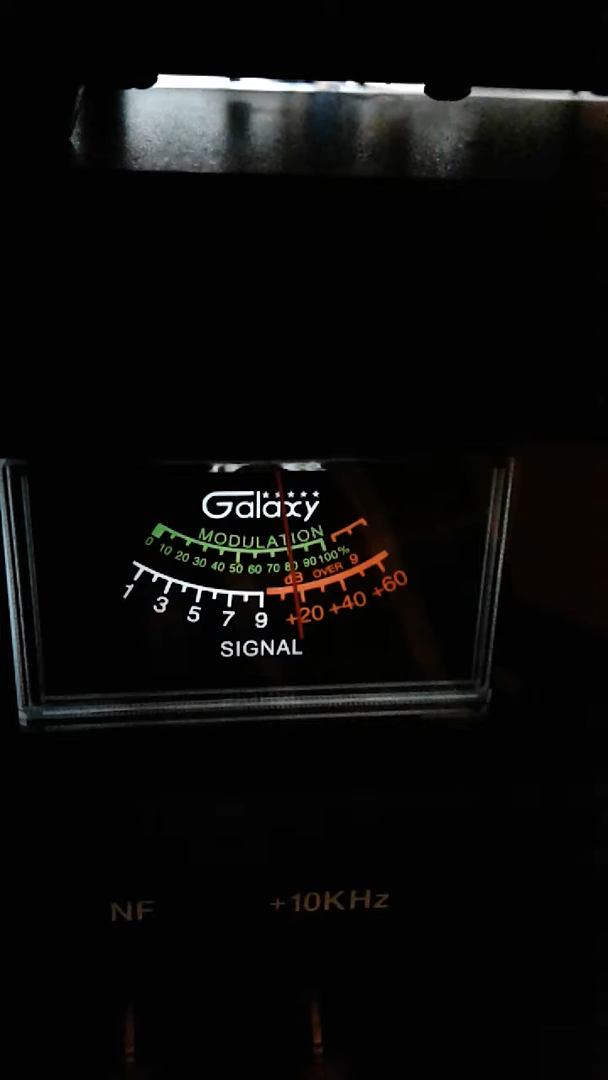 Galaxy
MODULATION
0 10 20 30 40 50 60 70 80 90 100%
dB OVER 9
1 3 5 7 9 +20 +40 +60
SIGNAL
NF +10KHz